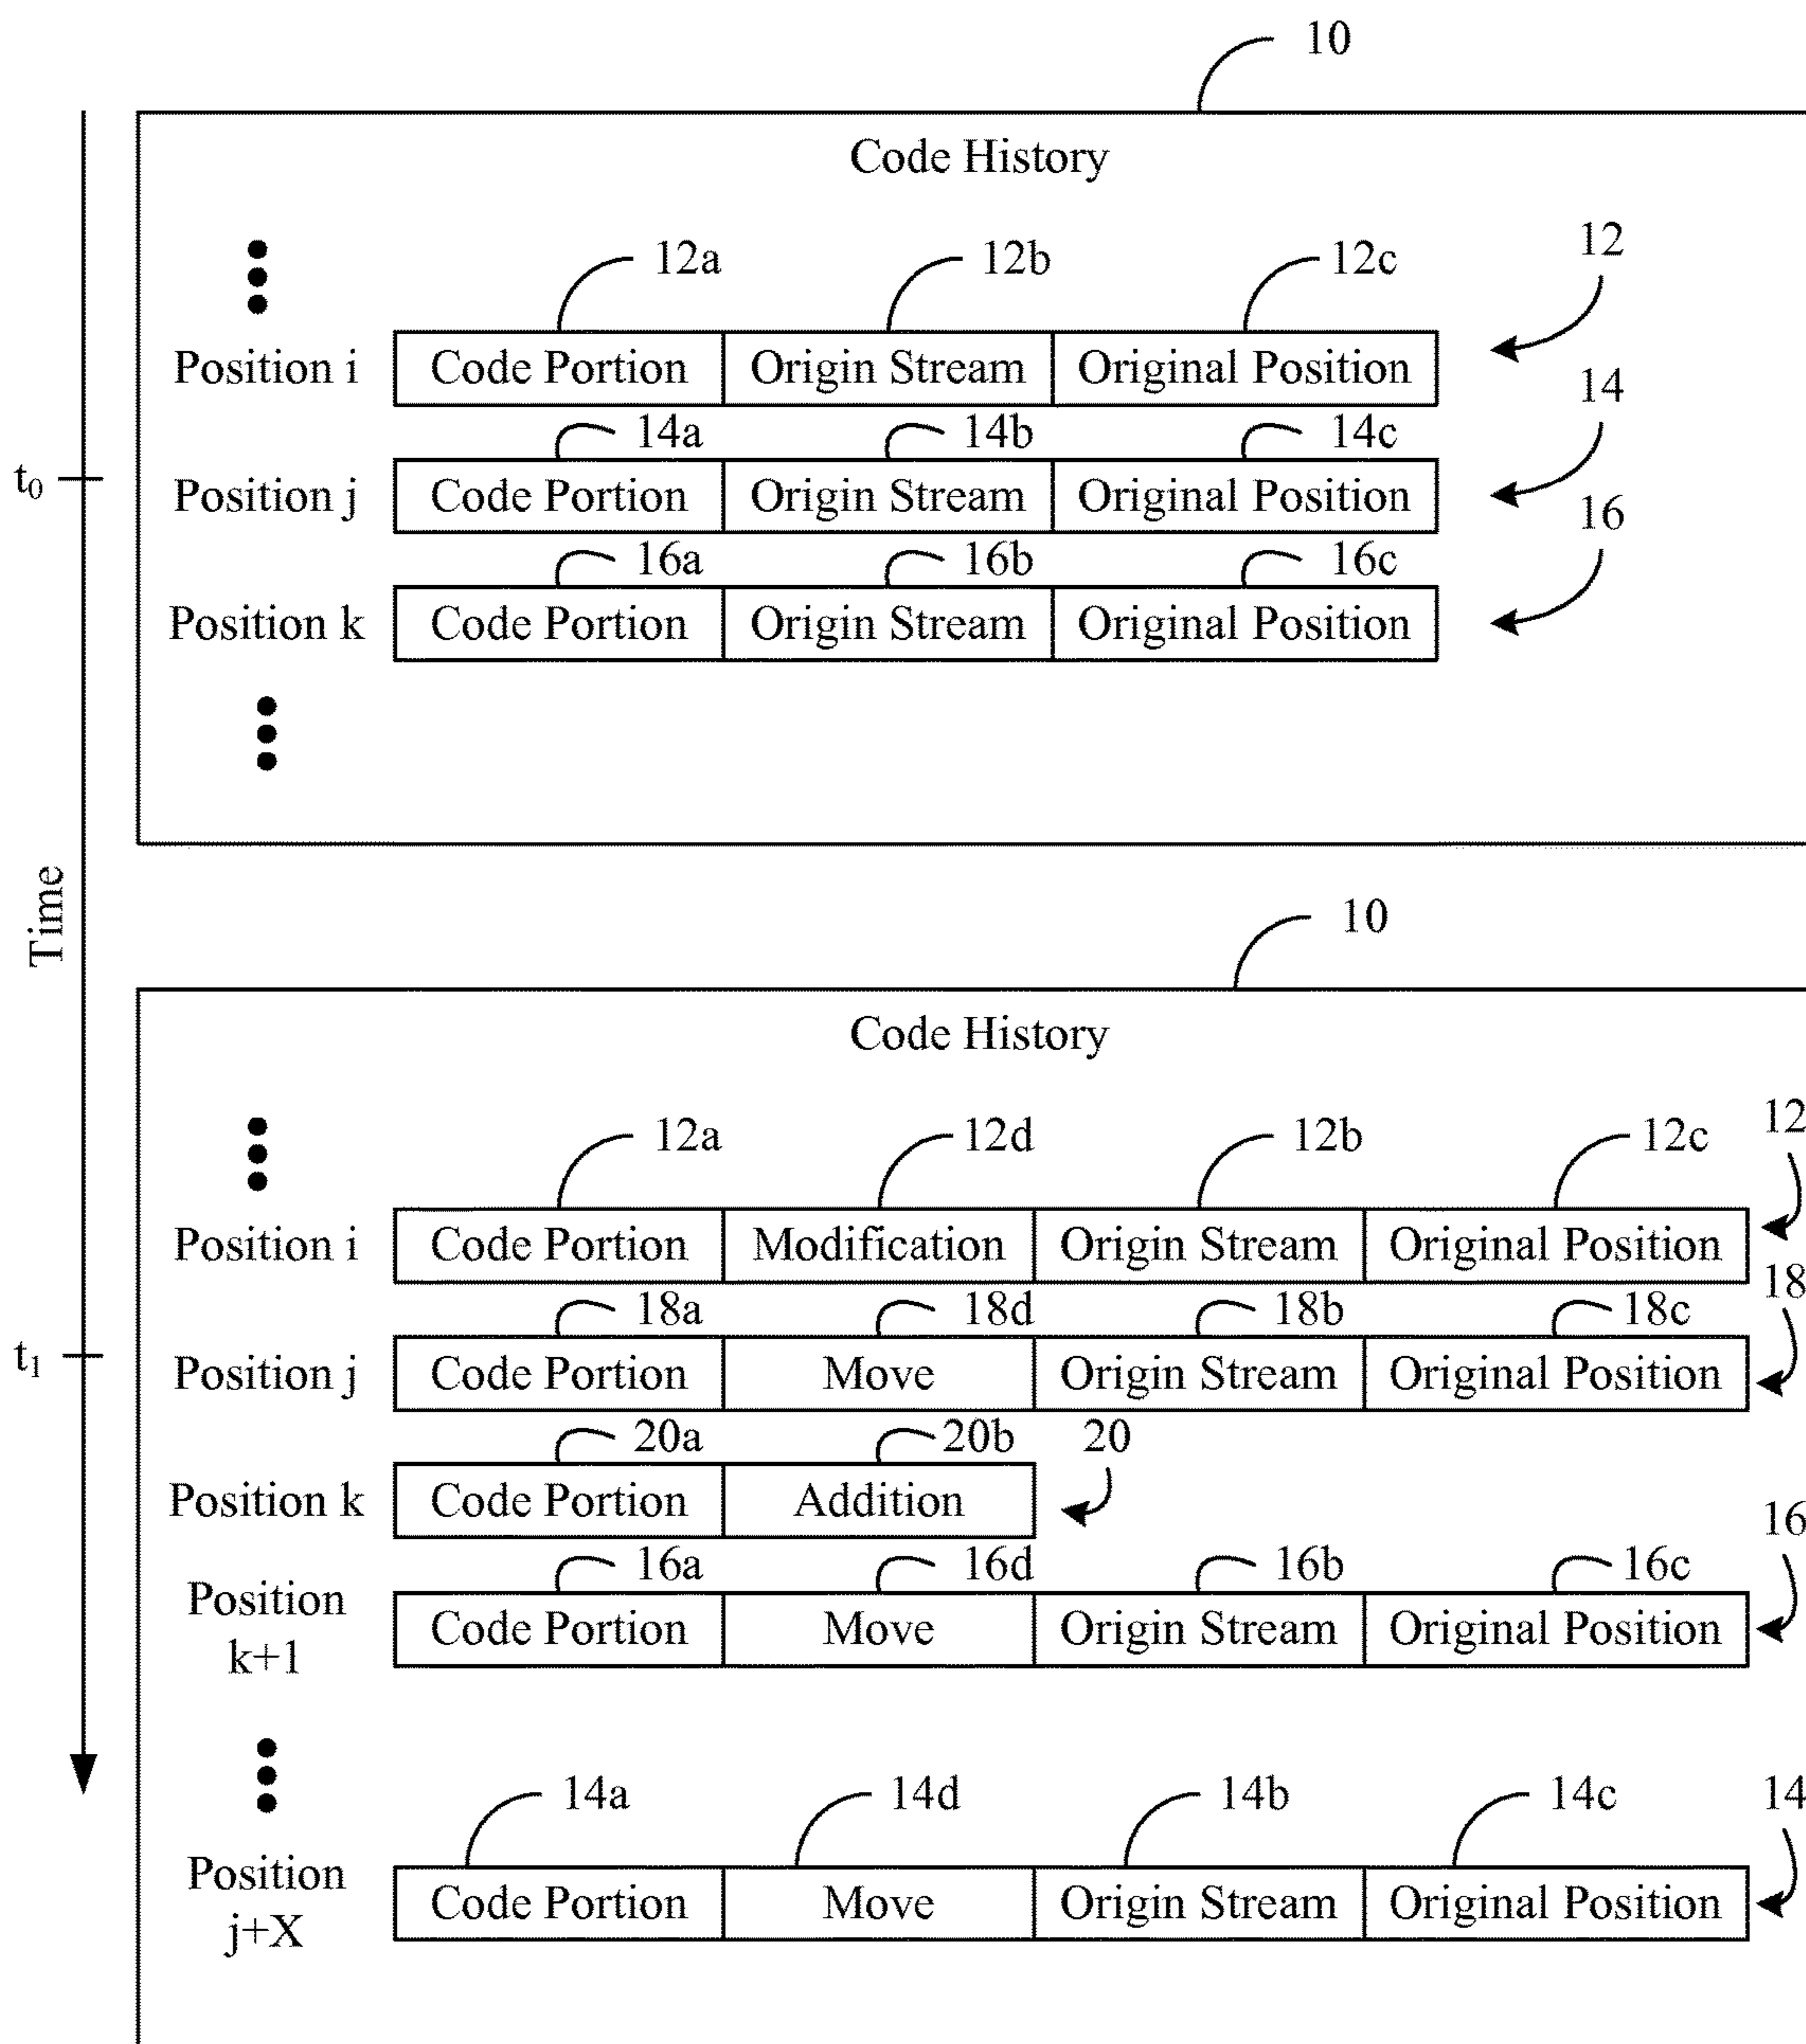 10
Code History
12a 12b 12c 12
Position i Code Portion Origin Stream Original Position
14a 14b 14c 14
t0 Position j Code Portion Origin Stream Original Position
16a 16b 16c 16
Position k Code Portion Origin Stream Original Position
Time
10
Code History
12a 12d 12b 12c 12
Position i Code Portion Modification Origin Stream Original Position
18a 18d 18b 18c 18
t1 Position j Code Portion Move Origin Stream Original Position
20a 20b 20
Position k Code Portion Addition
16a 16d 16b 16c 16
Position
k+1
Code Portion Move Origin Stream Original Position
14a 14d 14b 14c 14
Position
j+X
Code Portion Move Origin Stream Original Position